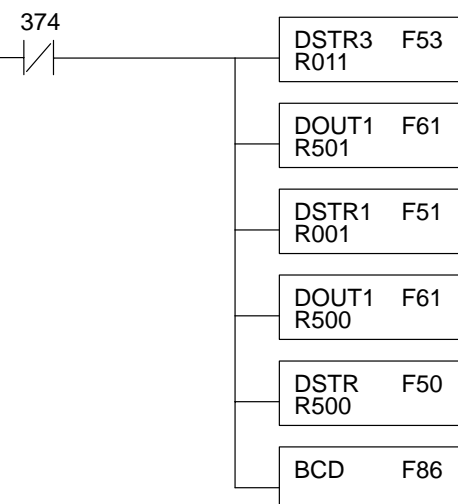 374
DSTR3 F53
R011
DOUT1 F61
R501
DSTR1 F51
R001
DOUT1 F61
R500
DSTR F50
R500
BCD F86